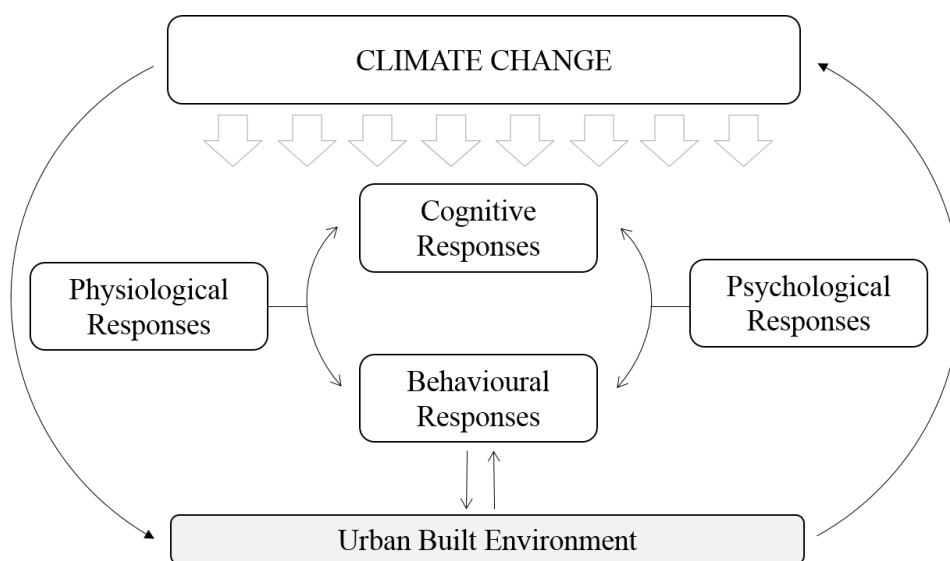 CLIMATE CHANGE
Cognitive
Responses
Physiological
Responses
Psychological
Responses
Behavioural
Responses
Urban Built Environment